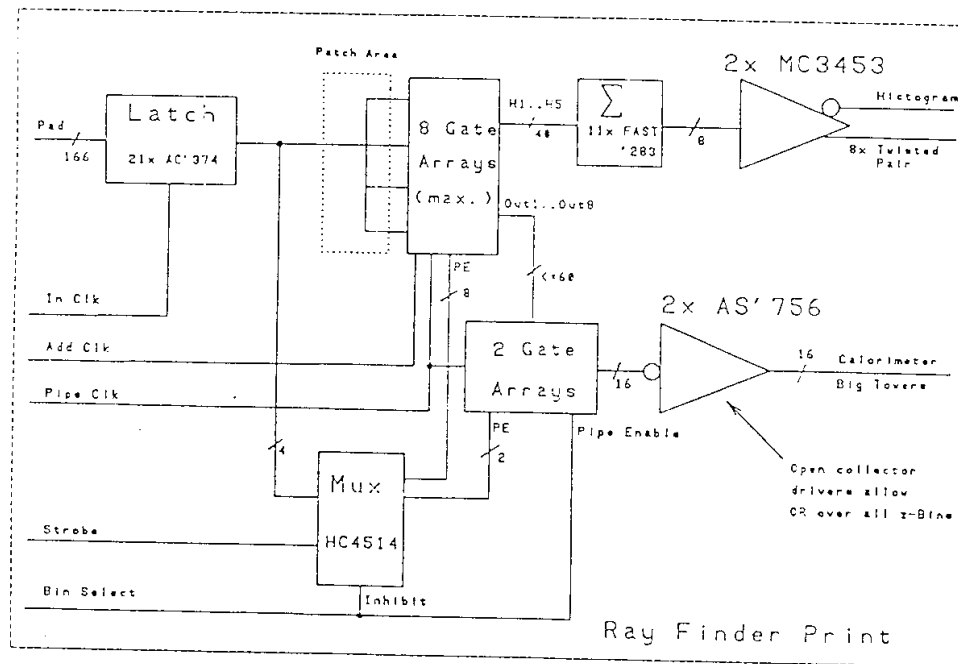 Patch Area
2x MC3453
Latch
21x AC'374
Pad
166
8 Gate
Arrays
(max.)
H1..H5
40
Σ
11x FAST
'283
8
Histogram
8x Twisted
Pair
Out1..Out8
<=60
PE
8
In Clk
Add Clk
Pipe Clk
2 Gate
Arrays
2x AS'756
16
16
Calorimeter
Big Towers
PE
2
Pipe Enable
4
Mux
HC4514
Open collector
drivers allow
OR over all z-Bins
Strobe
Bin Select
Inhibit
Ray Finder Print